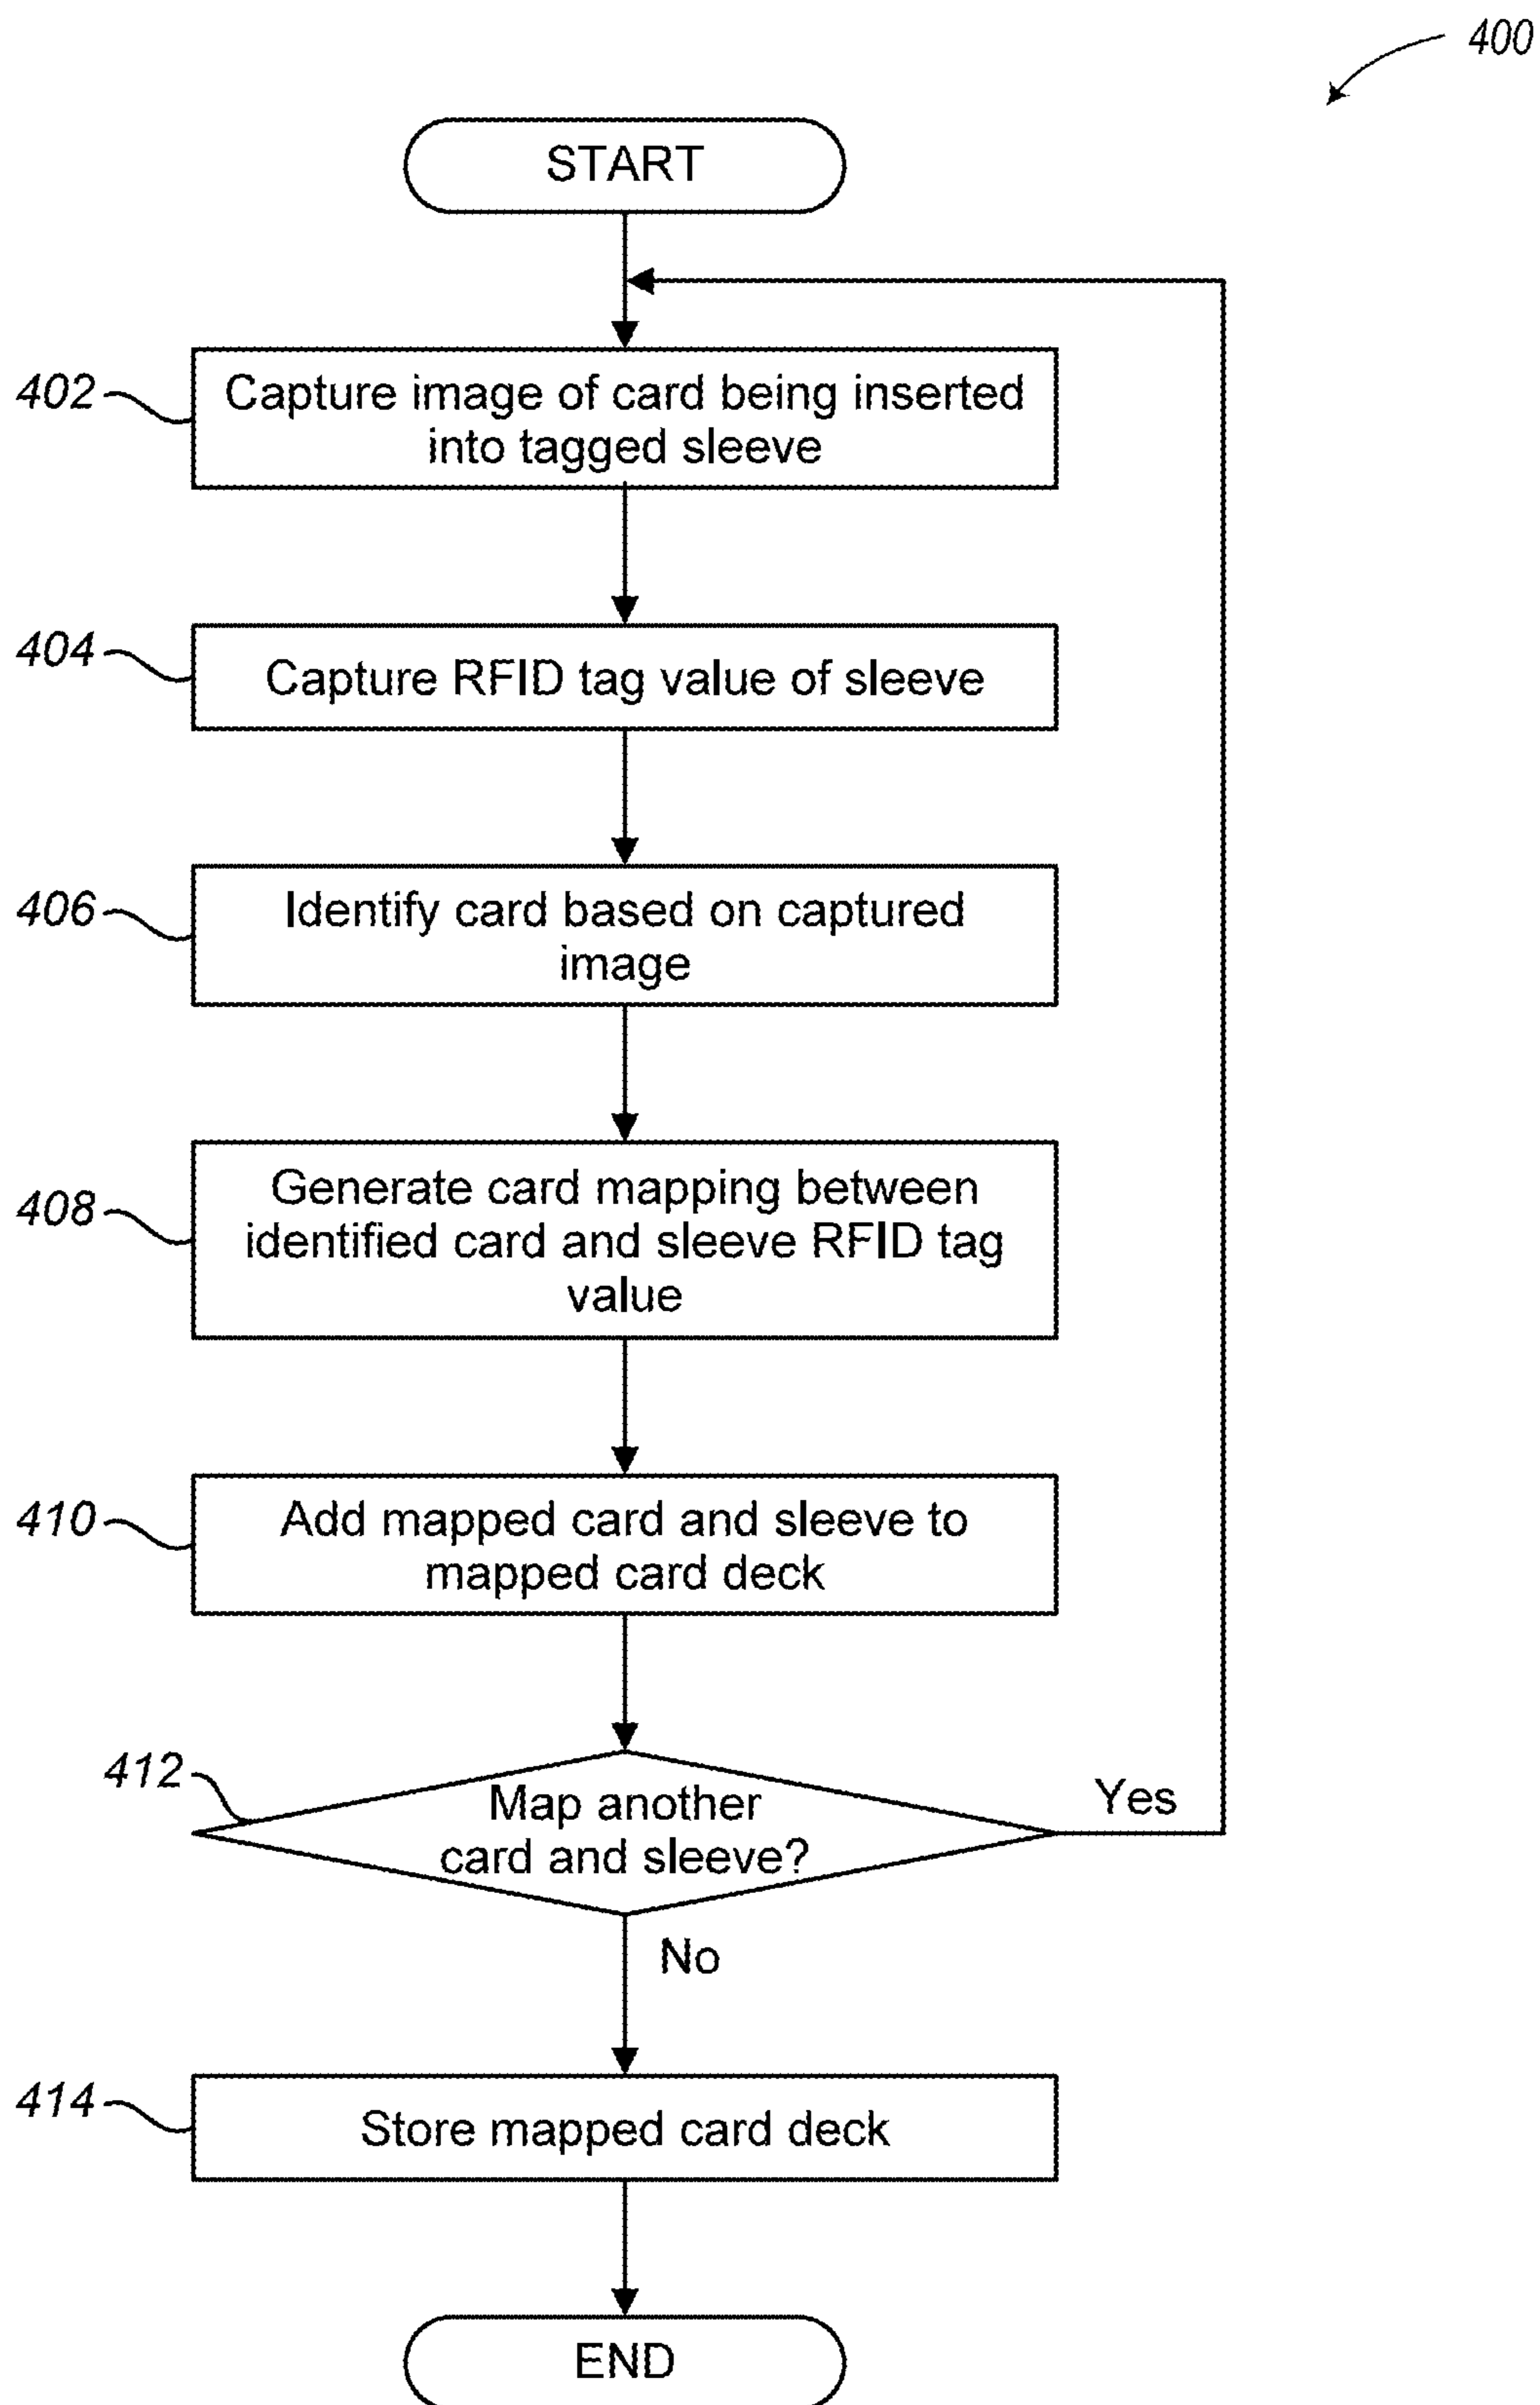 400
START
402
Capture image of card being inserted
into tagged sleeve
404
Capture RFID tag value of sleeve
406
Identify card based on captured
image
408
Generate card mapping between
identified card and sleeve RFID tag
value
410
Add mapped card and sleeve to
mapped card deck
412
Map another
card and sleeve?
Yes
No
414
Store mapped card deck
END